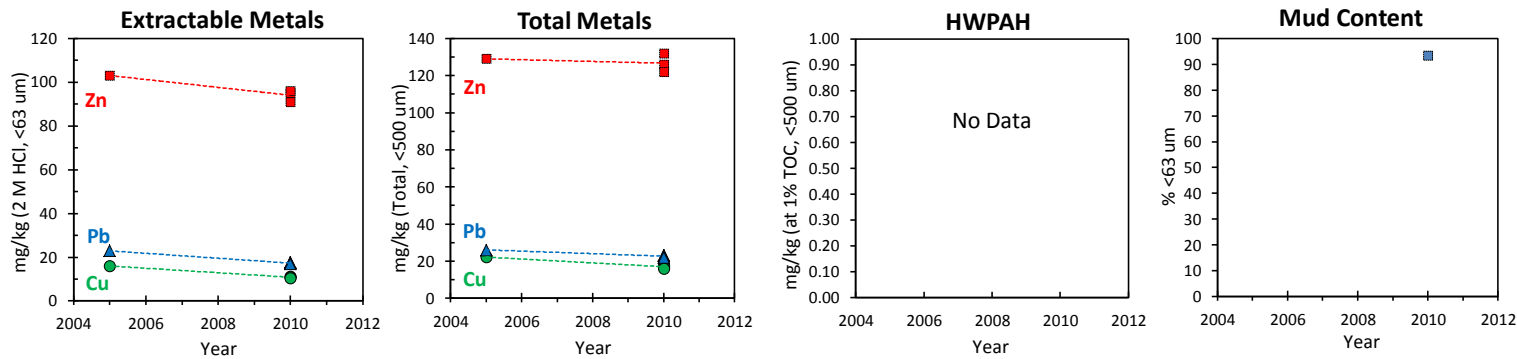 Extractable Metals
mg/kg (2 M HCl, <63 um)
120
100
80
60
40
20
0
Zn
Pb
Cu
2004 2006 2008 2010 2012
Year
Total Metals
mg/kg (Total, <500 um)
140
120
100
80
60
40
20
0
Zn
Pb
Cu
2004 2006 2008 2010 2012
Year
HWPAH
mg/kg (at 1% TOC, <500 um)
1.00
0.90
0.80
0.70
0.60
0.50
0.40
0.30
0.20
0.10
0.00
No Data
2004 2006 2008 2010 2012
Year
Mud Content
% <63 um
100
90
80
70
60
50
40
30
20
10
0
2004 2006 2008 2010 2012
Year